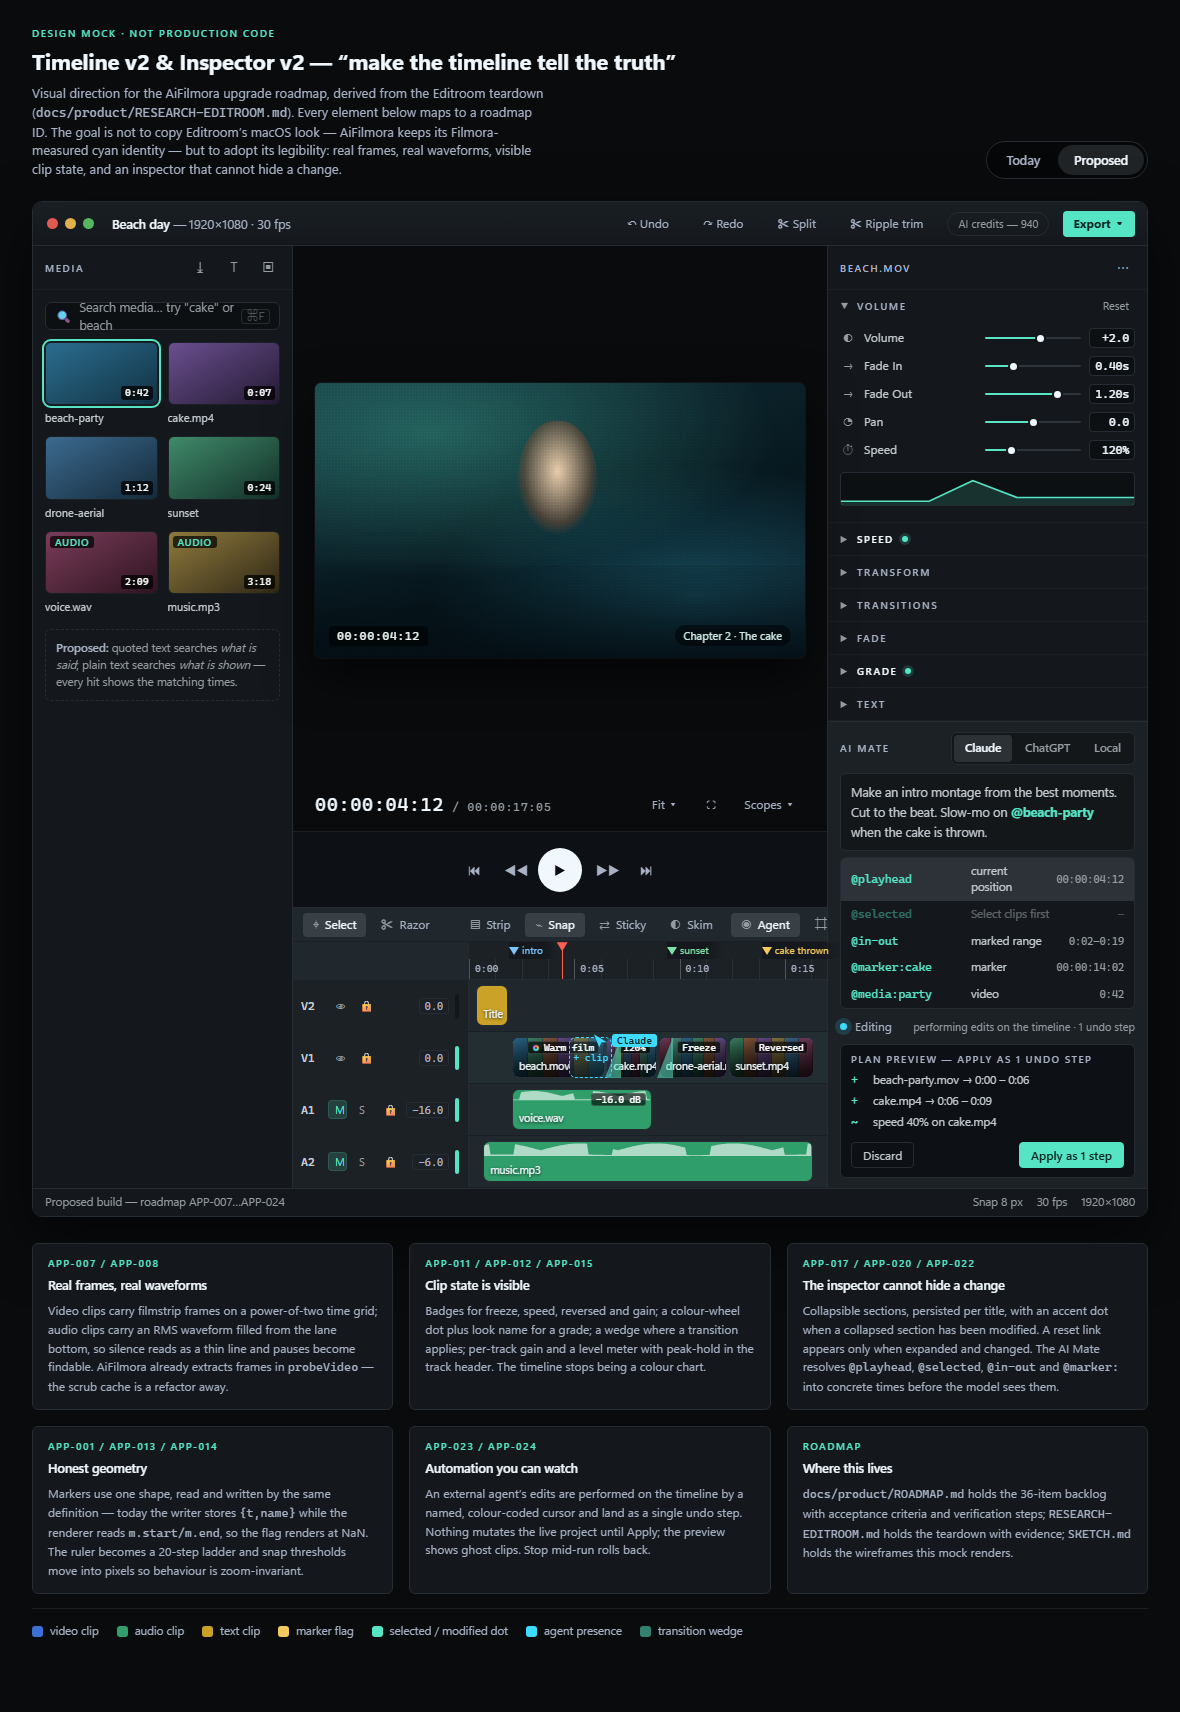 DESIGN MOCK · NOT PRODUCTION CODE
Timeline v2 & Inspector v2 — “make the timeline tell the truth”
Visual direction for the AiFilmora upgrade roadmap, derived from the Editroom teardown
(docs/product/RESEARCH-EDITROOM.md). Every element below maps to a roadmap
ID. The goal is not to copy Editroom’s macOS look — AiFilmora keeps its Filmora-
measured cyan identity — but to adopt its legibility: real frames, real waveforms, visible
clip state, and an inspector that cannot hide a change.
Today
Proposed
Beach day — 1920×1080 · 30 fps
Undo
Redo
Split
Ripple trim
AI credits — 940
Export
MEDIA
T
Search media... try "cake" or
beach
⌘F
0:42
0:07
beach-party
cake.mp4
1:12
0:24
drone-aerial
sunset
AUDIO
2:09
AUDIO
3:18
voice.wav
music.mp3
Proposed: quoted text searches what is
said; plain text searches what is shown —
every hit shows the matching times.
00:00:04:12
Chapter 2 · The cake
00:00:04:12 / 00:00:17:05
Fit
Scopes
BEACH.MOV
VOLUME
Reset
Volume
+2.0
Fade In
0.40s
Fade Out
1.20s
Pan
0.0
Speed
120%
SPEED
TRANSFORM
TRANSITIONS
FADE
GRADE
TEXT
AI MATE
Claude
ChatGPT
Local
Make an intro montage from the best moments.
Cut to the beat. Slow-mo on @beach-party
when the cake is thrown.
@playhead
current
position
00:00:04:12
@selected
Select clips first
—
@in-out
marked range
0:02–0:19
@marker:cake
marker
00:00:14:02
@media:party
video
0:42
Editing
performing edits on the timeline · 1 undo step
PLAN PREVIEW — APPLY AS 1 UNDO STEP
+ beach-party.mov → 0:00 – 0:06
+ cake.mp4 → 0:06 – 0:09
~ speed 40% on cake.mp4
Discard
Apply as 1 step
Select
Razor
Strip
Snap
Sticky
Skim
Agent
intro
sunset
cake thrown
0:00
0:05
0:10
0:15
V2
0.0
Title
V1
0.0
Warm film
+ clip
Claude
120%
Freeze
Reversed
beach.mov
cake.mp4
drone-aerial.
sunset.mp4
A1
M
S
−16.0
−16.0 dB
voice.wav
A2
M
S
−6.0
music.mp3
Proposed build — roadmap APP-007…APP-024
Snap 8 px
30 fps
1920×1080
APP-007 / APP-008
Real frames, real waveforms
Video clips carry filmstrip frames on a power-of-two time grid;
audio clips carry an RMS waveform filled from the lane
bottom, so silence reads as a thin line and pauses become
findable. AiFilmora already extracts frames in probeVideo —
the scrub cache is a refactor away.
APP-011 / APP-012 / APP-015
Clip state is visible
Badges for freeze, speed, reversed and gain; a colour-wheel
dot plus look name for a grade; a wedge where a transition
applies; per-track gain and a level meter with peak-hold in the
track header. The timeline stops being a colour chart.
APP-017 / APP-020 / APP-022
The inspector cannot hide a change
Collapsible sections, persisted per title, with an accent dot
when a collapsed section has been modified. A reset link
appears only when expanded and changed. The AI Mate
resolves @playhead, @selected, @in-out and @marker:
into concrete times before the model sees them.
APP-001 / APP-013 / APP-014
Honest geometry
Markers use one shape, read and written by the same
definition — today the writer stores {t,name} while the
renderer reads m.start/m.end, so the flag renders at NaN.
The ruler becomes a 20-step ladder and snap thresholds
move into pixels so behaviour is zoom-invariant.
APP-023 / APP-024
Automation you can watch
An external agent’s edits are performed on the timeline by a
named, colour-coded cursor and land as a single undo step.
Nothing mutates the live project until Apply; the preview
shows ghost clips. Stop mid-run rolls back.
ROADMAP
Where this lives
docs/product/ROADMAP.md holds the 36-item backlog
with acceptance criteria and verification steps; RESEARCH-
EDITROOM.md holds the teardown with evidence; SKETCH.md
holds the wireframes this mock renders.
video clip
audio clip
text clip
marker flag
selected / modified dot
agent presence
transition wedge